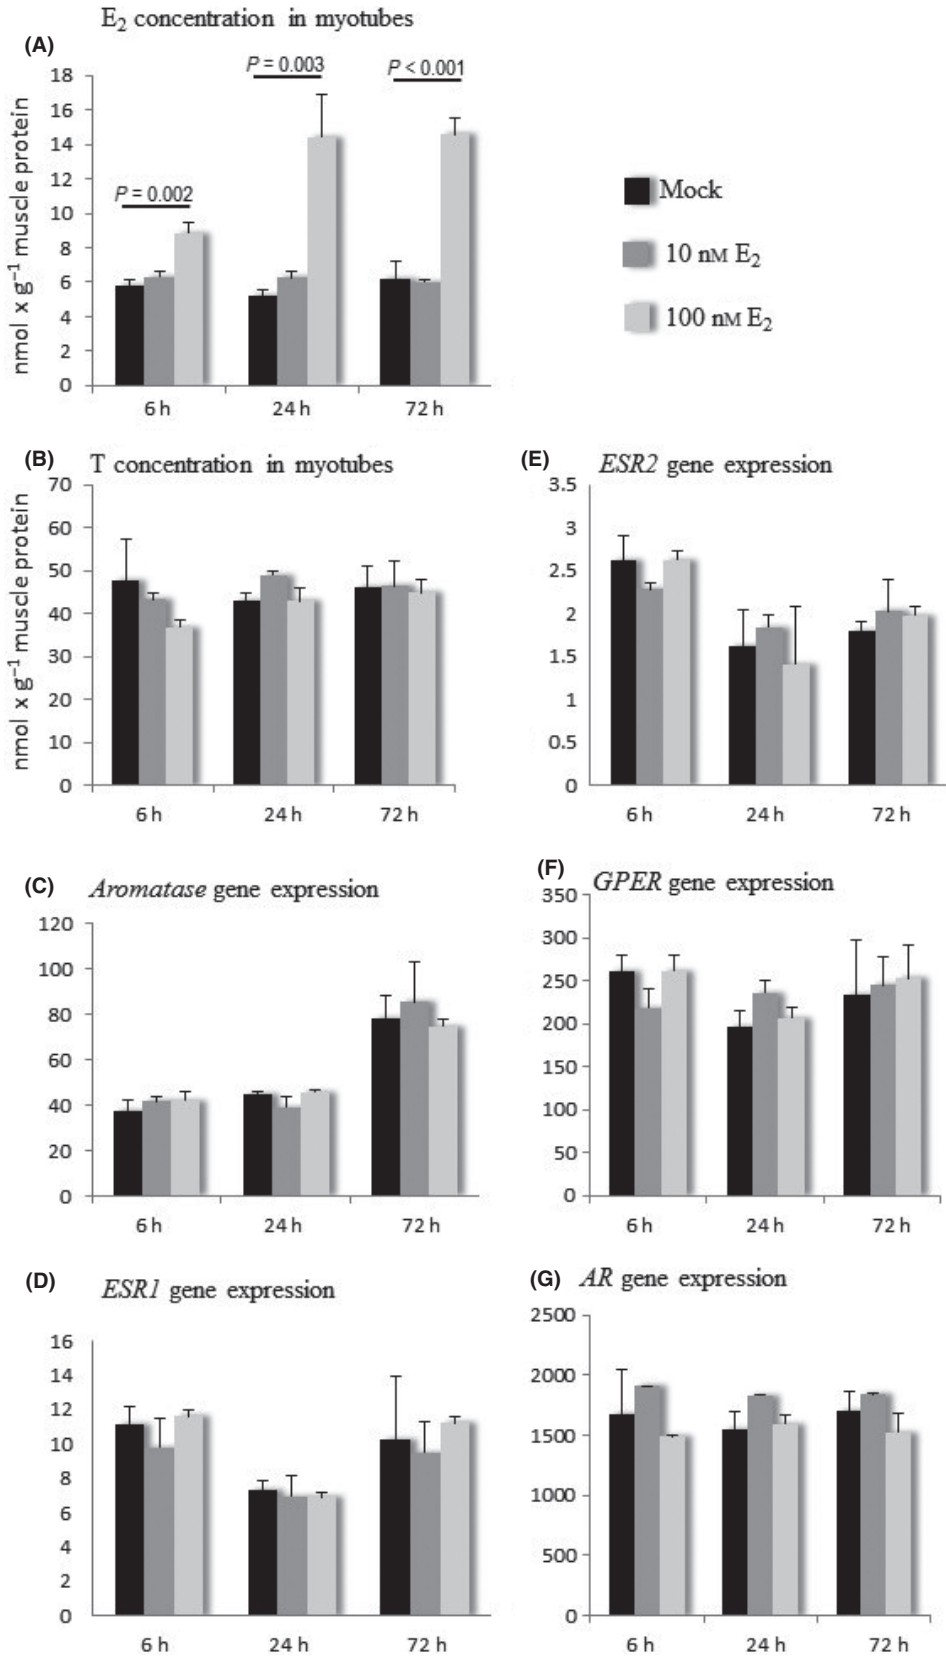 E₂ concentration in myotubes
(A)
nmol x g⁻¹ muscle protein
18
16
14
12
10
8
6
4
2
0
P = 0.002
P = 0.003
P < 0.001
6 h 24 h 72 h
Mock
10 nM E₂
100 nM E₂
(B) T concentration in myotubes
nmol x g⁻¹ muscle protein
70
60
50
40
30
20
10
0
6 h 24 h 72 h
(C) Aromatase gene expression
120
100
80
60
40
20
0
6 h 24 h 72 h
(D) ESR1 gene expression
16
14
12
10
8
6
4
2
0
6 h 24 h 72 h
(E) ESR2 gene expression
3.5
3
2.5
2
1.5
1
0.5
0
6 h 24 h 72 h
(F) GPER gene expression
350
300
250
200
150
100
50
0
6 h 24 h 72 h
(G) AR gene expression
2500
2000
1500
1000
500
0
6 h 24 h 72 h